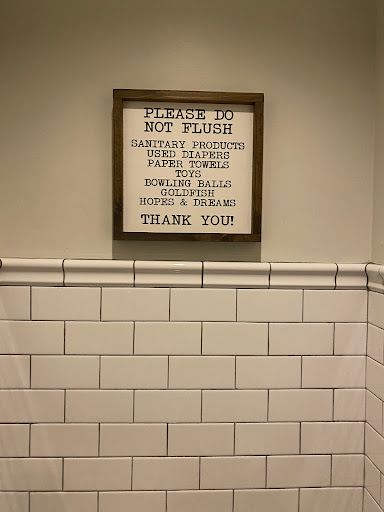 PLEASE DO
NOT FLUSH
SANITARY PRODUCTS
USED DIAPERS
PAPER TOWELS
TOYS
BOWLING BALLS
GOLDFISH
HOPES & DREAMS
THANK YOU!